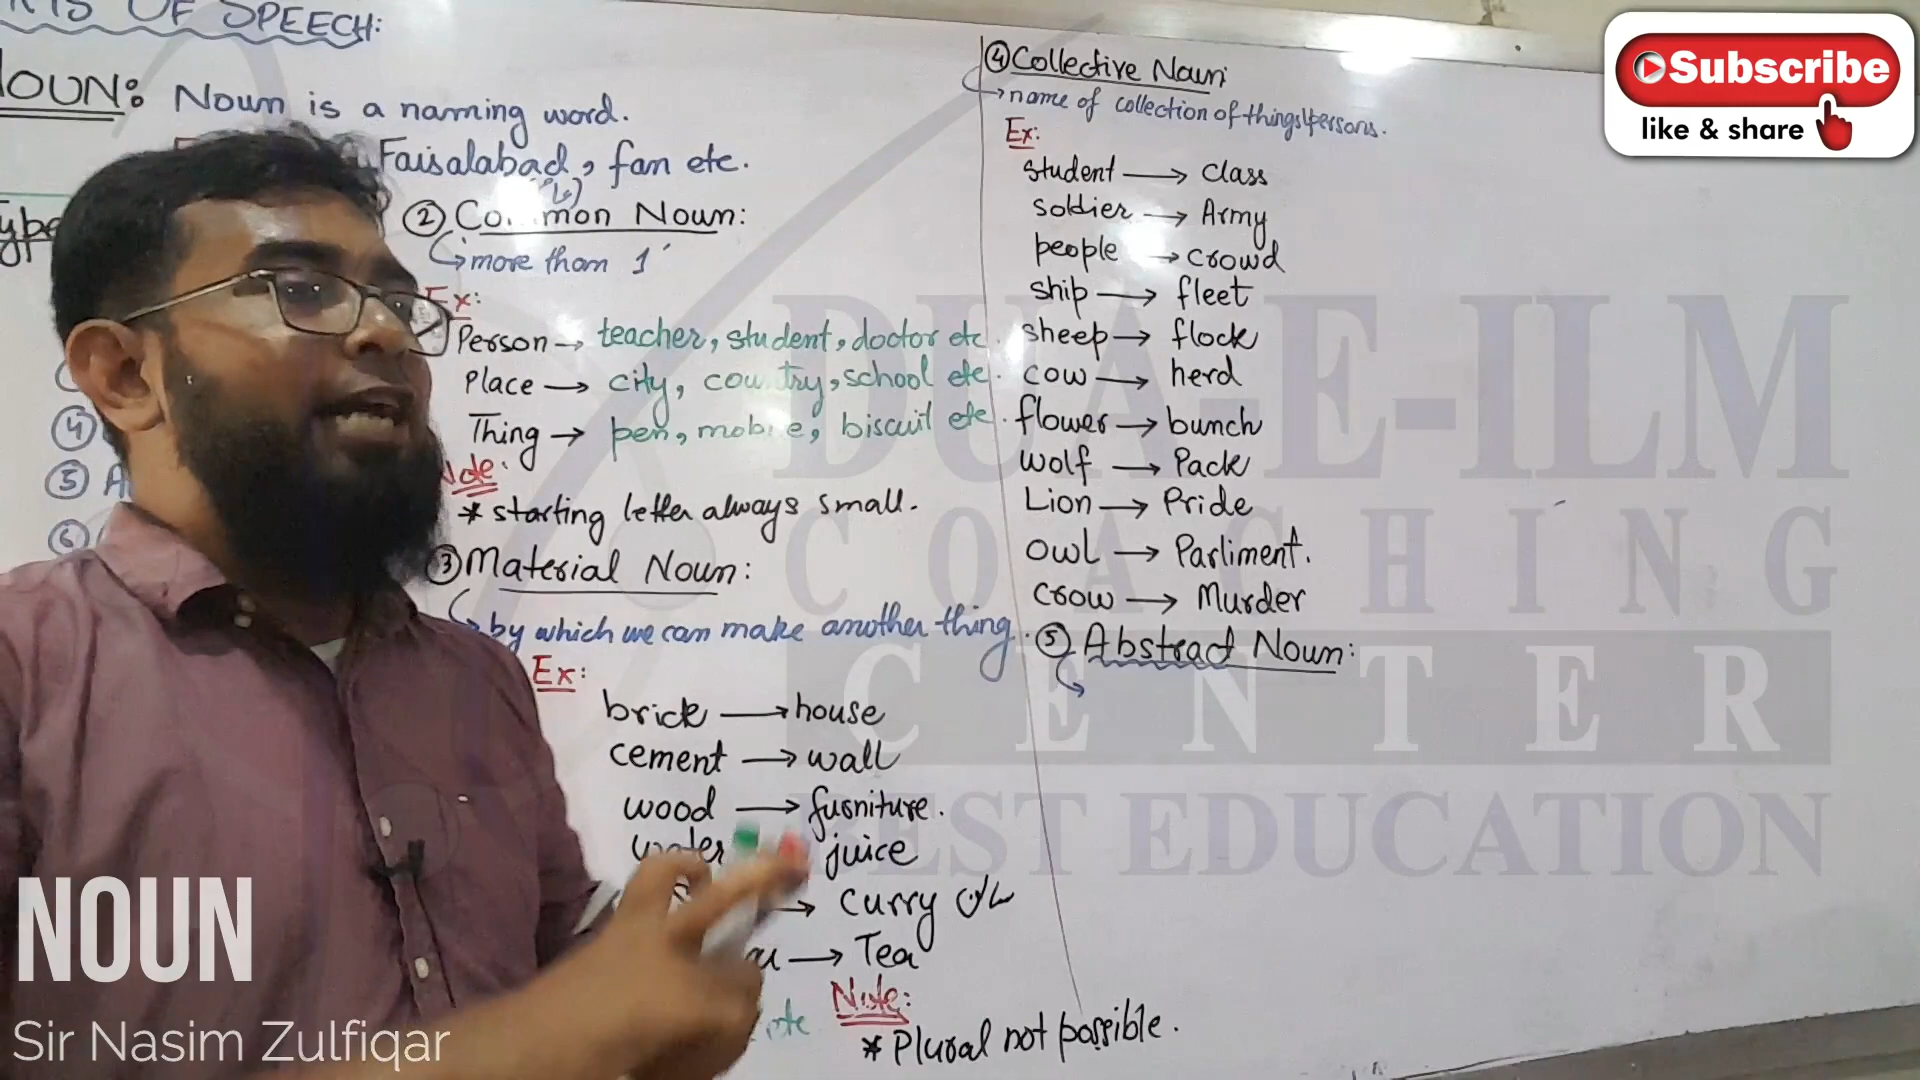 OF SPEECH:
NOUN: Noun is a naming word.
Faisalabad, fan etc.
② Common Noun:
more than 1
Ex:
Person → teacher, student, doctor etc.
Place → city, country, school etc.
Thing → pen, mobile, biscuit etc.
Note:
* starting letter always small.
③ Material Noun:
by which we can make another thing.
Ex:
brick → house
cement → wall
wood → furniture.
water juice
→ curry
→ Tea
Note:
* Plural not possible.
④
⑤ A
⑥
④ Collective Noun
→ name of collection of things/persons.
Ex:
student → class
soldier → Army
people → crowd
ship → fleet
sheep → flock
cow → herd
flower → bunch
wolf → Pack
Lion → Pride
owl → Parliment.
crow → Murder
⑤ Abstract Noun:
DUA-E-ILM
COACHING
CENTER
BEST EDUCATION
Subscribe
like & share
NOUN
Sir Nasim Zulfiqar